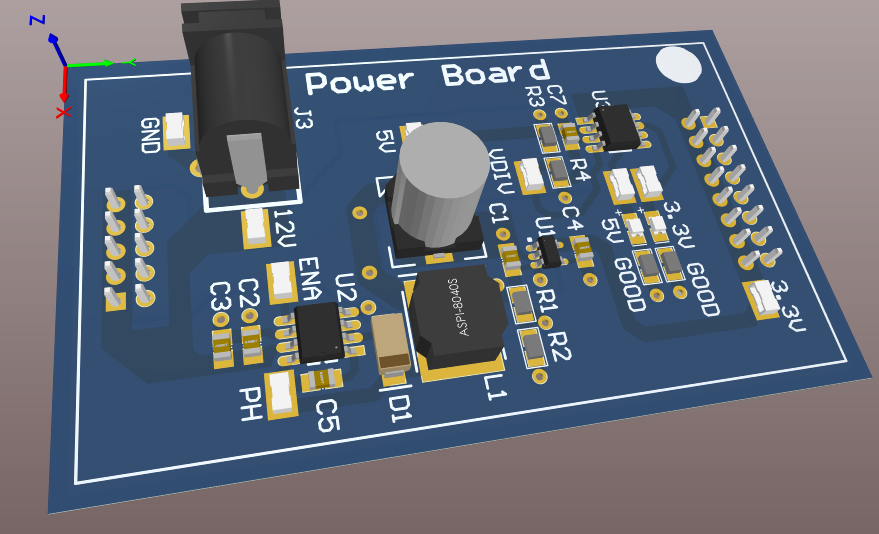 Z
Y
X
Power Board
J3
GND
5V
R3
C7
VDIV
R4
12V
C1
U1
C4
5V
3.3V
ENA
U2
C3
C2
ASPI-8040S
R1
GOOD
GOOD
3.3V
R2
PH
C5
D1
L1